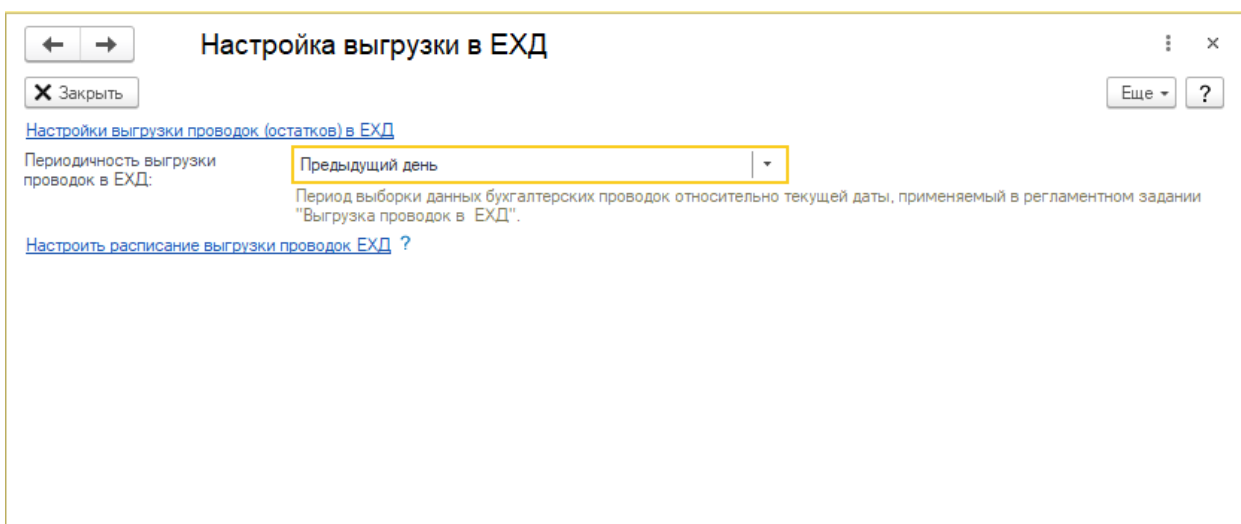 Настройка выгрузки в ЕХД
Закрыть
Еще
?
Настройки выгрузки проводок (остатков) в ЕХД
Периодичность выгрузки
проводок в ЕХД:
Предыдущий день
Период выборки данных бухгалтерских проводок относительно текущей даты, применяемый в регламентном задании
"Выгрузка проводок в ЕХД".
Настроить расписание выгрузки проводок ЕХД ?